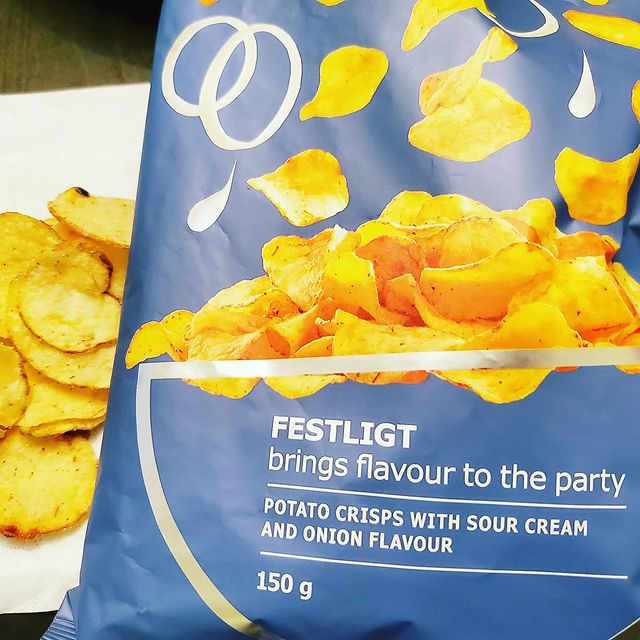 FESTLIGT
brings flavour to the party
POTATO CRISPS WITH SOUR CREAM
AND ONION FLAVOUR
150 g